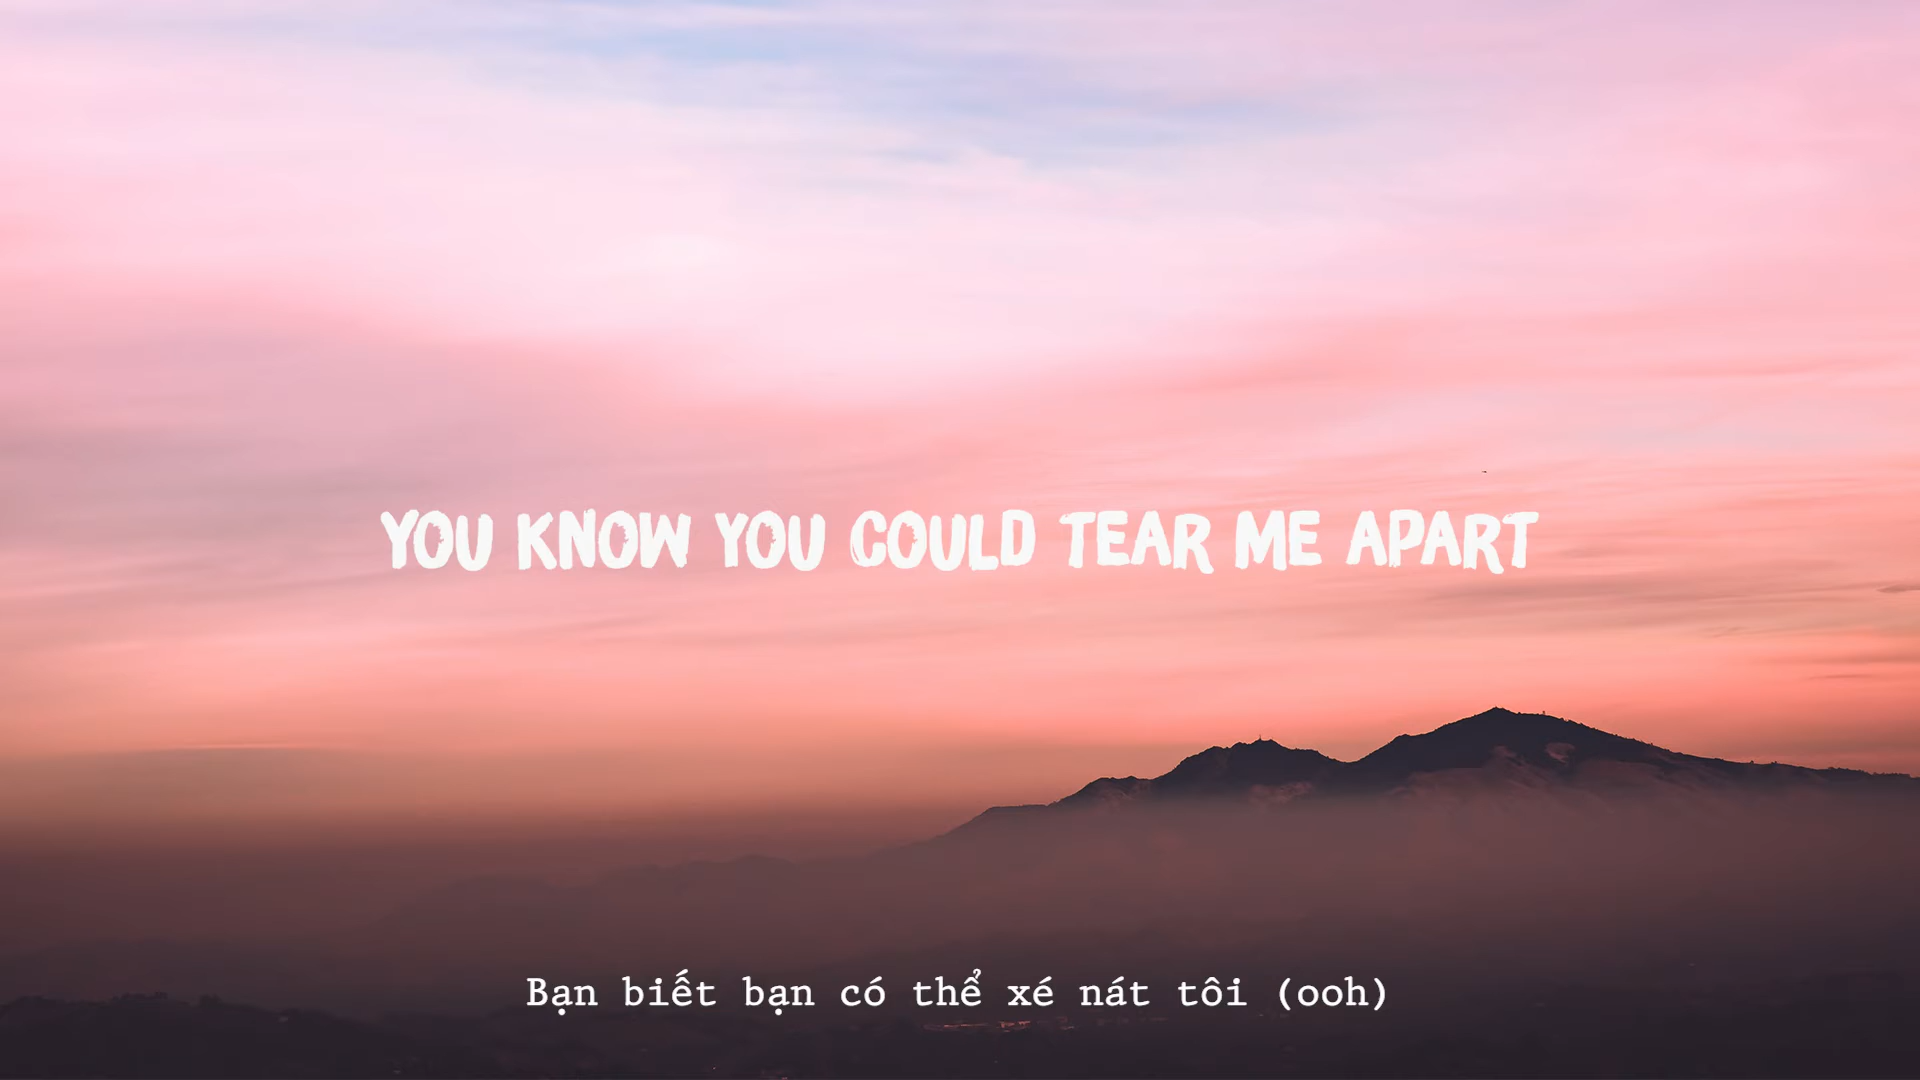 YOU KNOW YOU COULD TEAR ME APART
Bạn biết bạn có thể xé nát tôi (ooh)